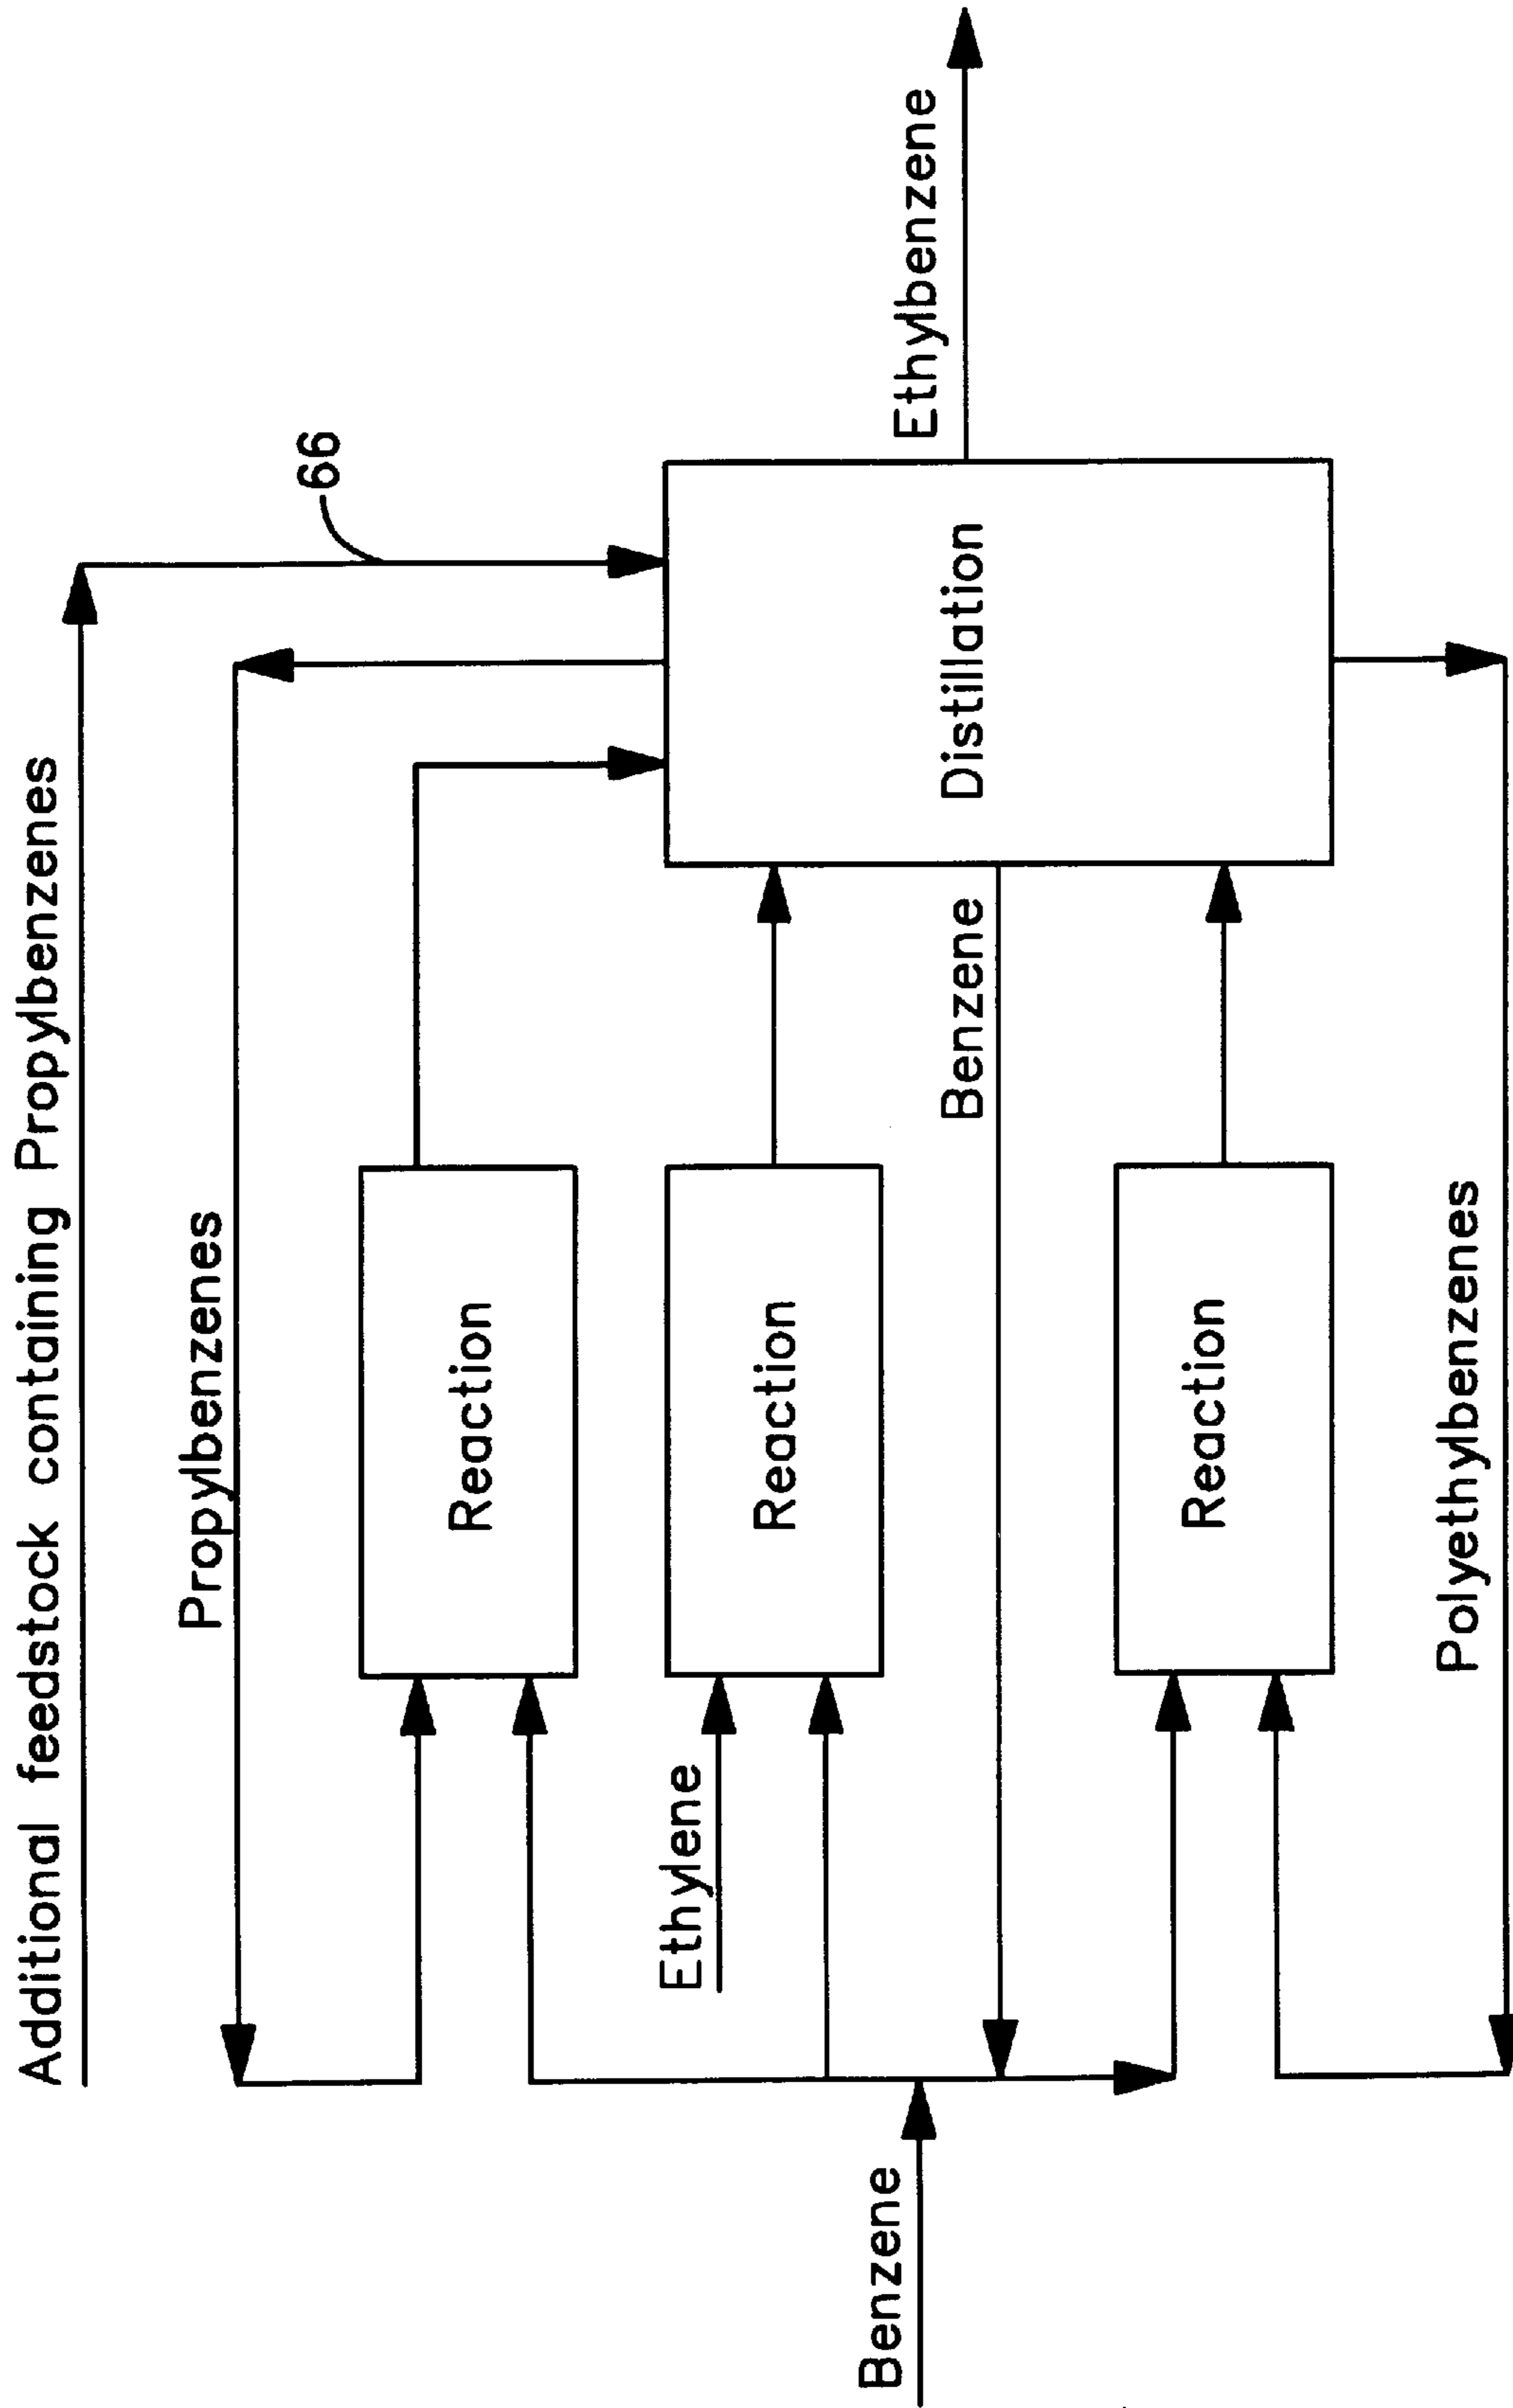 Additional feedstock containing Propylbenzenes
66
Propylbenzenes
Reaction
Ethylene
Reaction
Ethylbenzene
Distillation
Benzene
Benzene
Reaction
Polyethylbenzenes